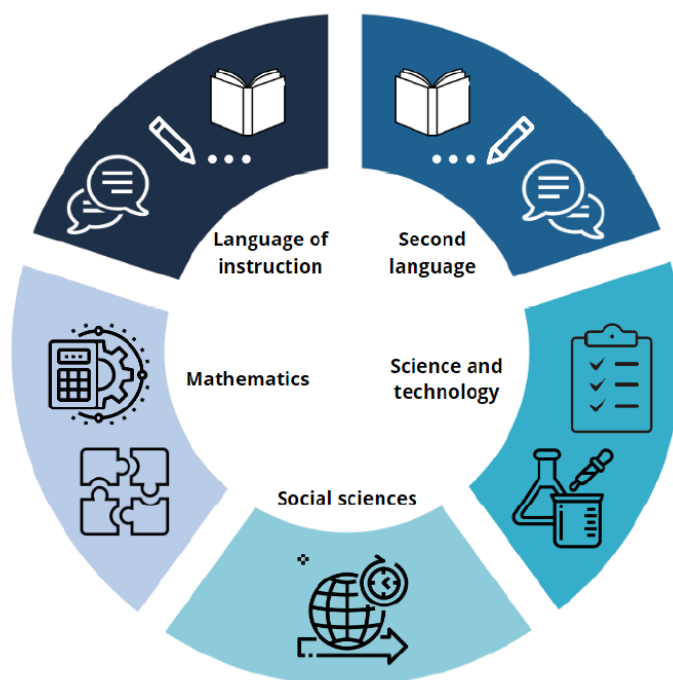 Language of
instruction
Second
language
Mathematics
Science and
technology
Social sciences